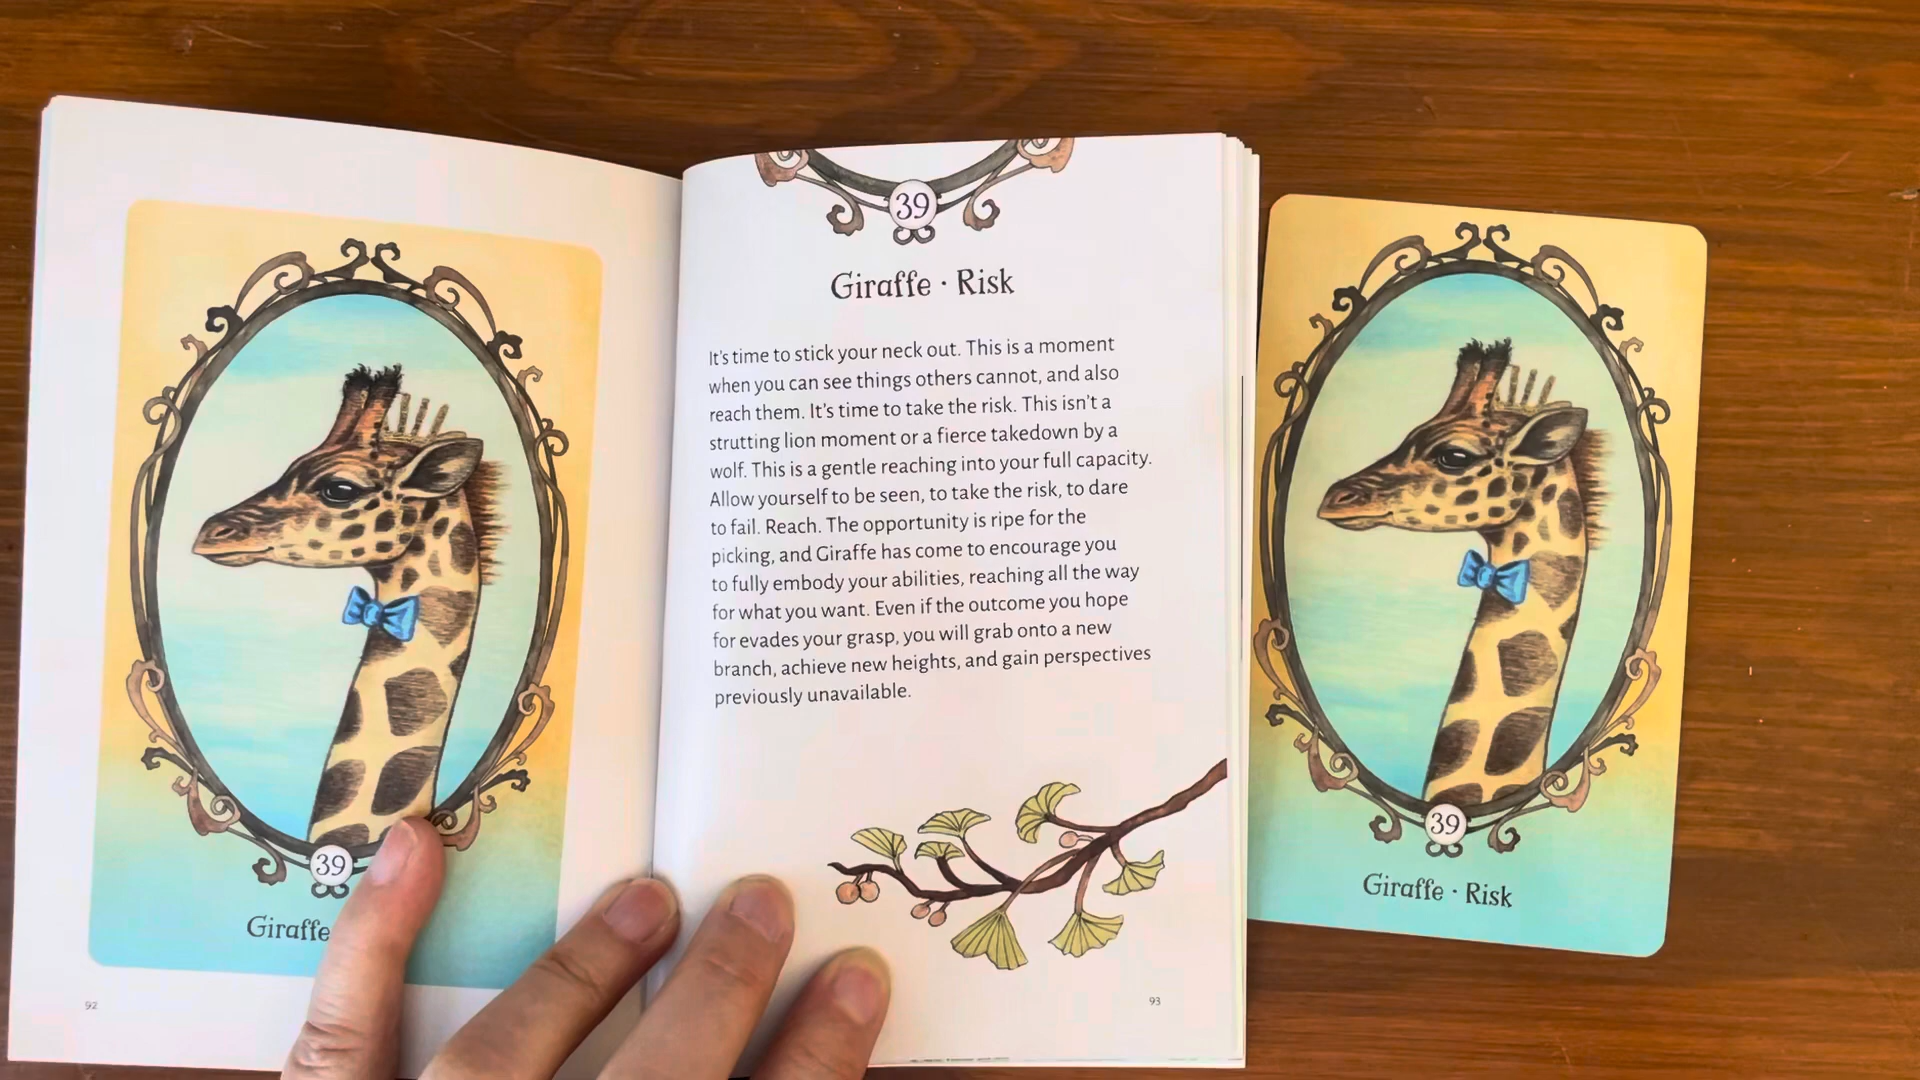 39
Giraffe
92
39
Giraffe · Risk
It's time to stick your neck out. This is a moment
when you can see things others cannot, and also
reach them. It's time to take the risk. This isn't a
strutting lion moment or a fierce takedown by a
wolf. This is a gentle reaching into your full capacity.
Allow yourself to be seen, to take the risk, to dare
to fail. Reach. The opportunity is ripe for the
picking, and Giraffe has come to encourage you
to fully embody your abilities, reaching all the way
for what you want. Even if the outcome you hope
for evades your grasp, you will grab onto a new
branch, achieve new heights, and gain perspectives
previously unavailable.
93
39
Giraffe · Risk